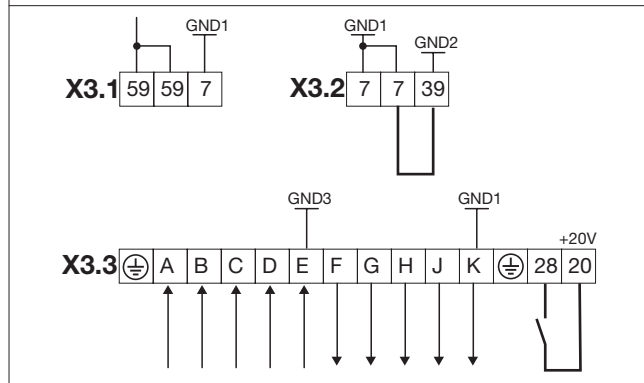 GND1
X3.1 59 59 7
GND1
GND2
X3.2 7 7 39
GND3
GND1
+20V
X3.3 A B C D E F G H J K 28 20